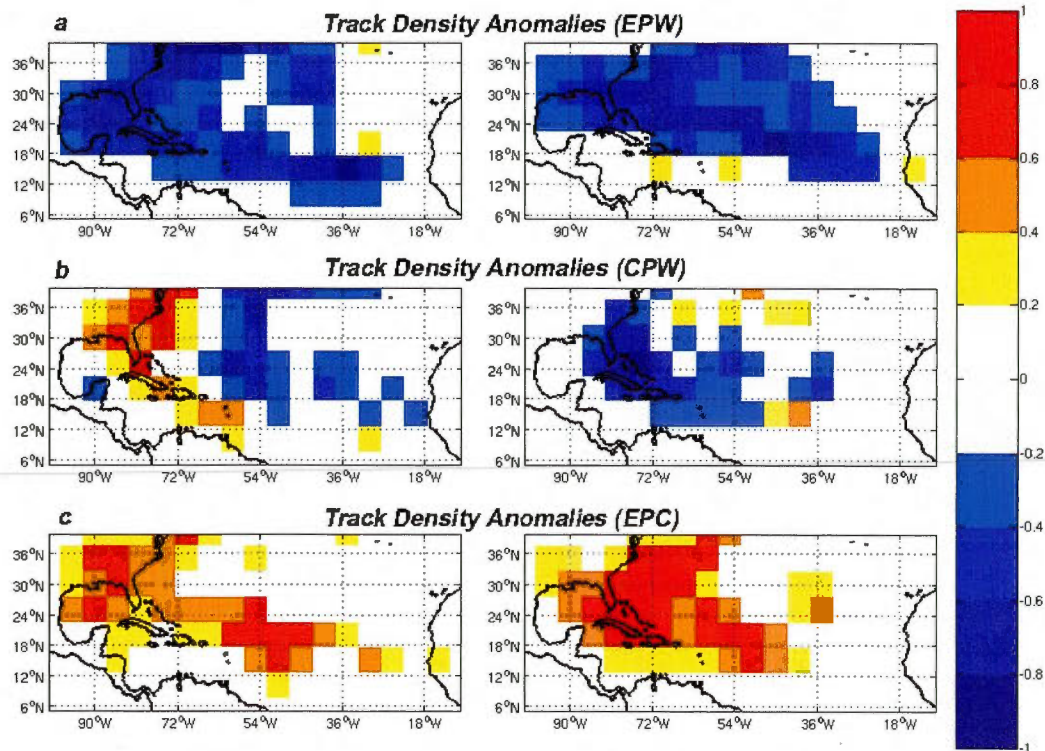 a Track Density Anomalies (EPW)
36°N
30°N
24°N
18°N
12°N
6°N
90°W 72°W 54°W 36°W 18°W
36°N
30°N
24°N
18°N
12°N
6°N
90°W 72°W 54°W 36°W 18°W
b Track Density Anomalies (CPW)
36°N
30°N
24°N
18°N
12°N
6°N
90°W 72°W 54°W 36°W 18°W
36°N
30°N
24°N
18°N
12°N
6°N
90°W 72°W 54°W 36°W 18°W
c Track Density Anomalies (EPC)
36°N
30°N
24°N
18°N
12°N
6°N
90°W 72°W 54°W 36°W 18°W
36°N
30°N
24°N
18°N
12°N
6°N
90°W 72°W 54°W 36°W 18°W
1
0.8
0.6
0.4
0.2
0
-0.2
-0.4
-0.6
-0.8
-1